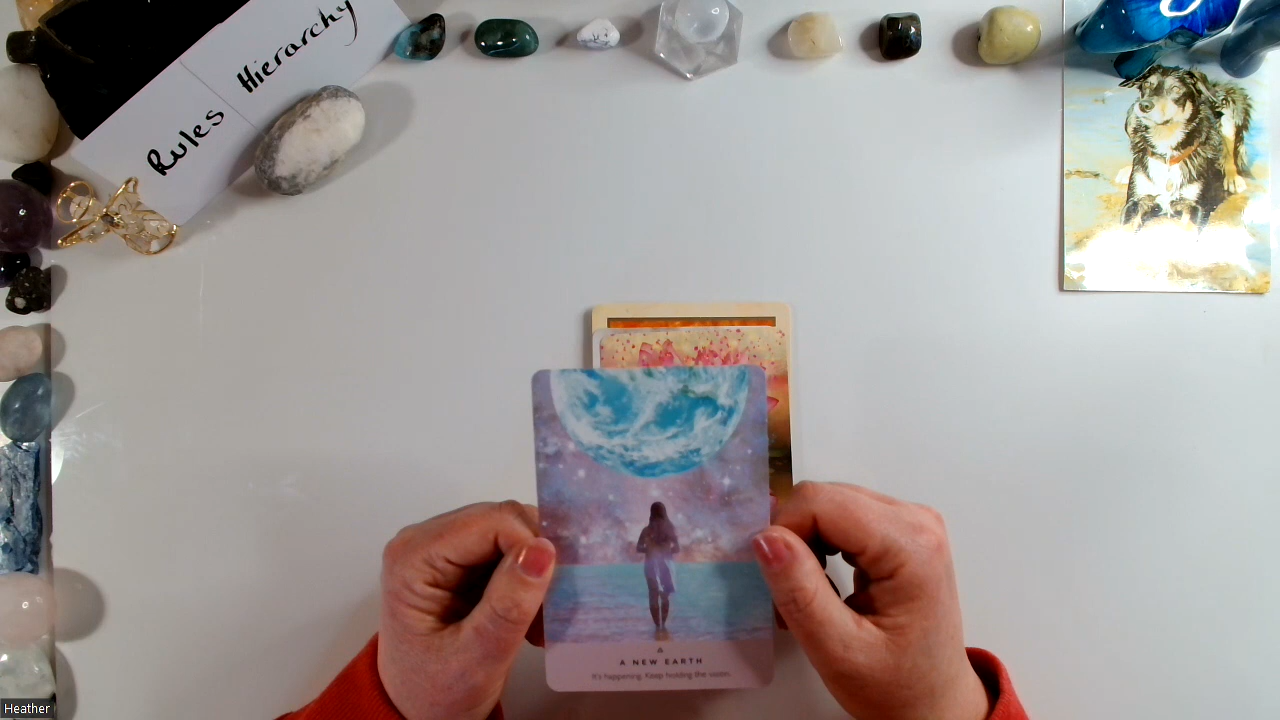 Rules Hierarchy
A NEW EARTH
It's happening. Keep holding the vision.
Heather